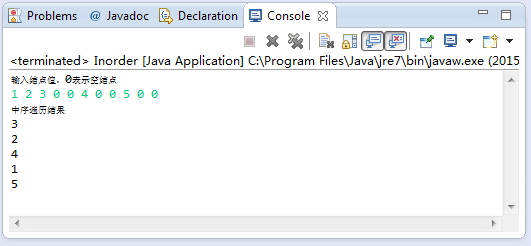 Problems @ Javadoc Declaration Console
<terminated> Inorder [Java Application] C:\Program Files\Java\jre7\bin\javaw.exe (2015
输入结点值，0表示空结点
1 2 3 0 0 4 0 0 5 0 0
中序遍历结果
3
2
4
1
5